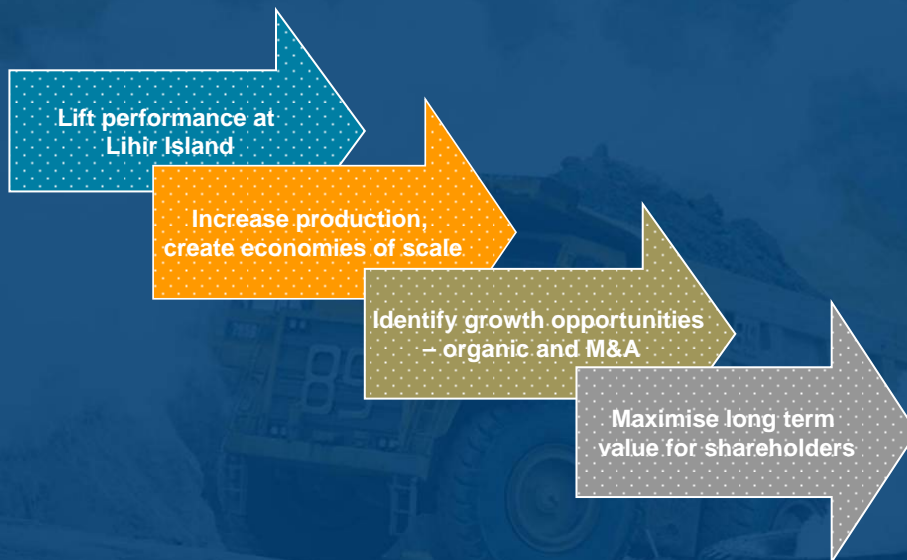 Lift performance at
Lihir Island
Increase production,
create economies of scale
Identify growth opportunities
– organic and M&A
Maximise long term
value for shareholders
89